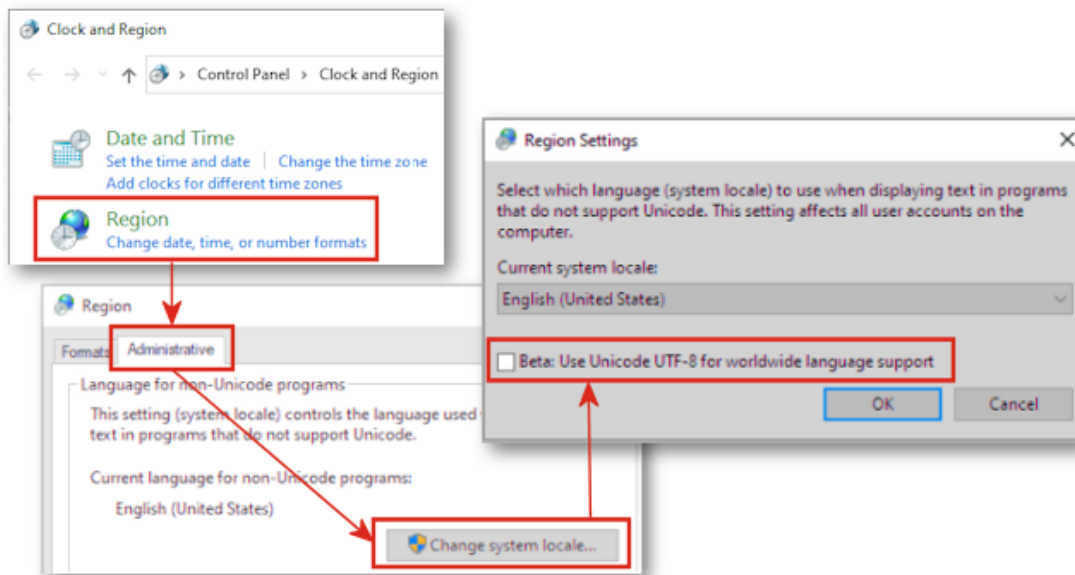 Clock and Region
Control Panel > Clock and Region
Date and Time
Set the time and date | Change the time zone
Add clocks for different time zones
Region
Change date, time, or number formats
Region
Formats Administrative
Language for non-Unicode programs
This setting (system locale) controls the language used
text in programs that do not support Unicode.
Current language for non-Unicode programs:
English (United States)
Change system locale...
Region Settings
Select which language (system locale) to use when displaying text in programs
that do not support Unicode. This setting affects all user accounts on the
computer.
Current system locale:
English (United States)
Beta: Use Unicode UTF-8 for worldwide language support
OK Cancel